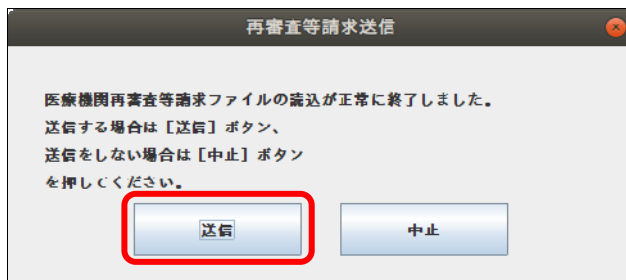 再審査等請求送信
医療機関再審査等請求ファイルの読込が正常に終了しました。
送信する場合は［送信］ボタン、
送信をしない場合は［中止］ボタン
を押してください。
送信 中止